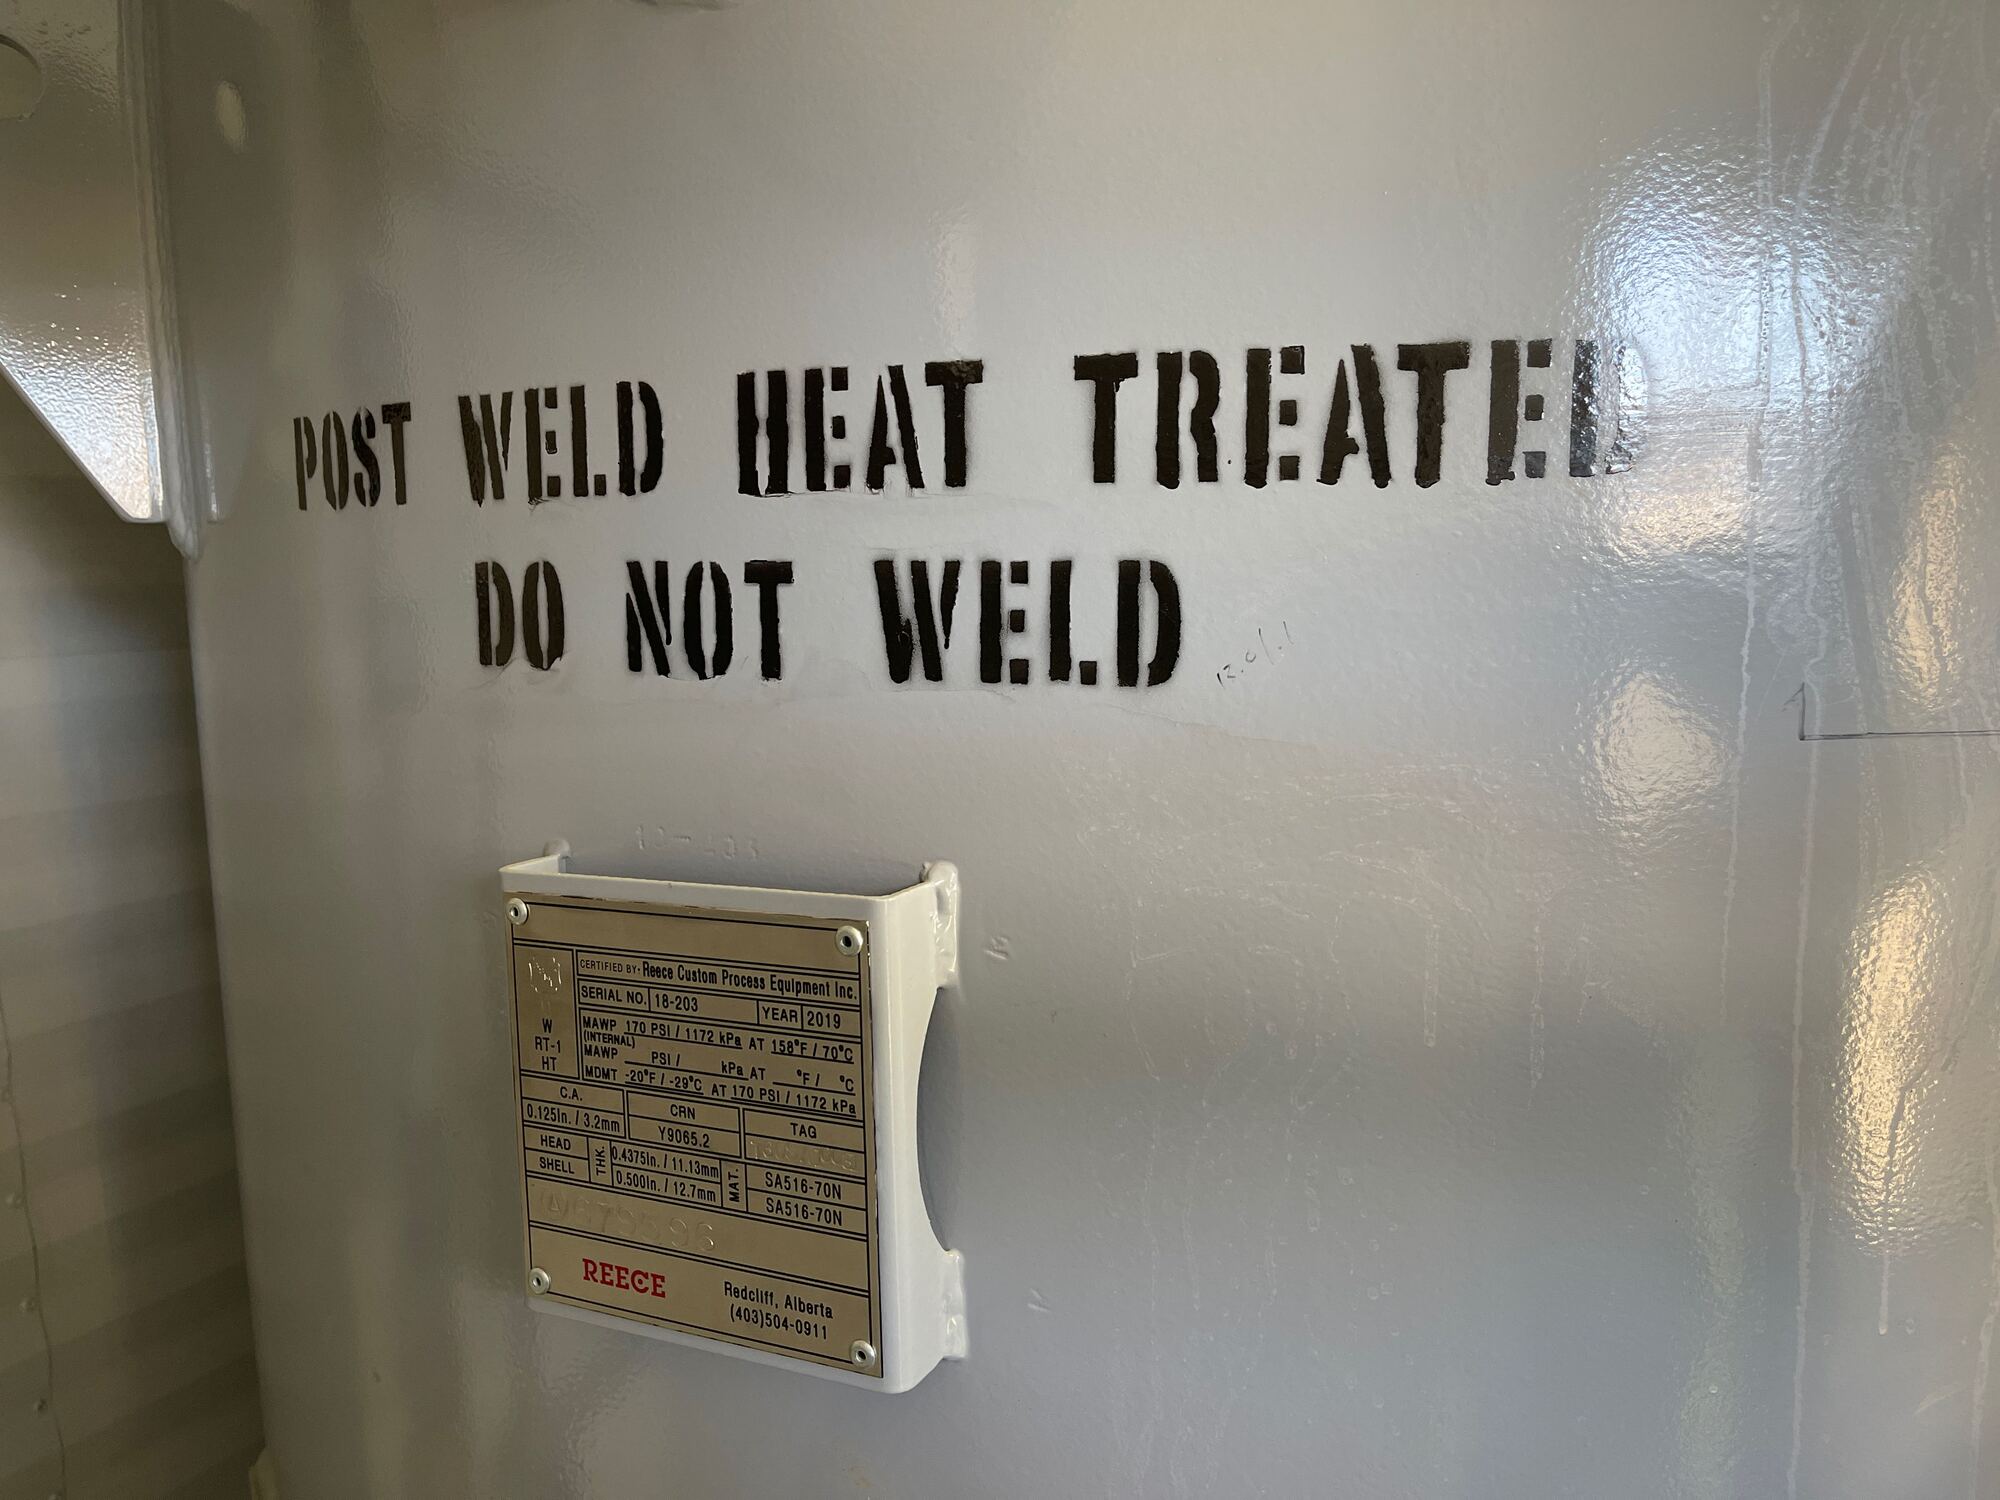 POST WELD HEAT TREATED
DO NOT WELD
CERTIFIED BY: Reece Custom Process Equipment Inc.
SERIAL NO. 18-203 YEAR 2019
W
RT-1
HT
MAWP 170 PSI / 1172 kPa AT 158°F / 70°C
(INTERNAL)
MAWP PSI / kPa AT °F / °C
MDMT -20°F / -29°C AT 170 PSI / 1172 kPa
C.A. CRN TAG
0.125In. / 3.2mm Y9065.2
HEAD THK. 0.4375In. / 11.13mm MAT. SA516-70N
SHELL 0.500In. / 12.7mm SA516-70N
REECE
Redcliff, Alberta
(403)504-0911